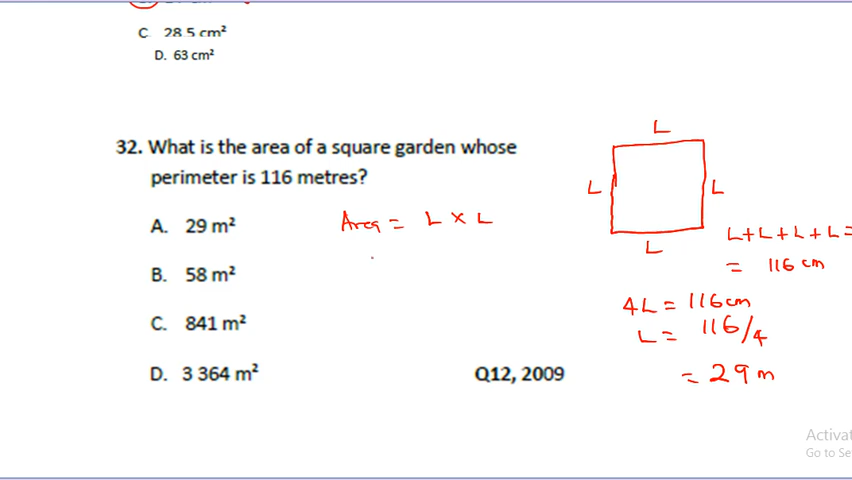 C. 28.5 cm²
D. 63 cm²
32. What is the area of a square garden whose
perimeter is 116 metres?
A. 29 m²
B. 58 m²
C. 841 m²
D. 3 364 m²
Q12, 2009
Area = L × L
L
L
L
L
L+L+L+L=
= 116 cm
4L = 116cm
L = 116/4
= 29 m
Activat
Go to Se